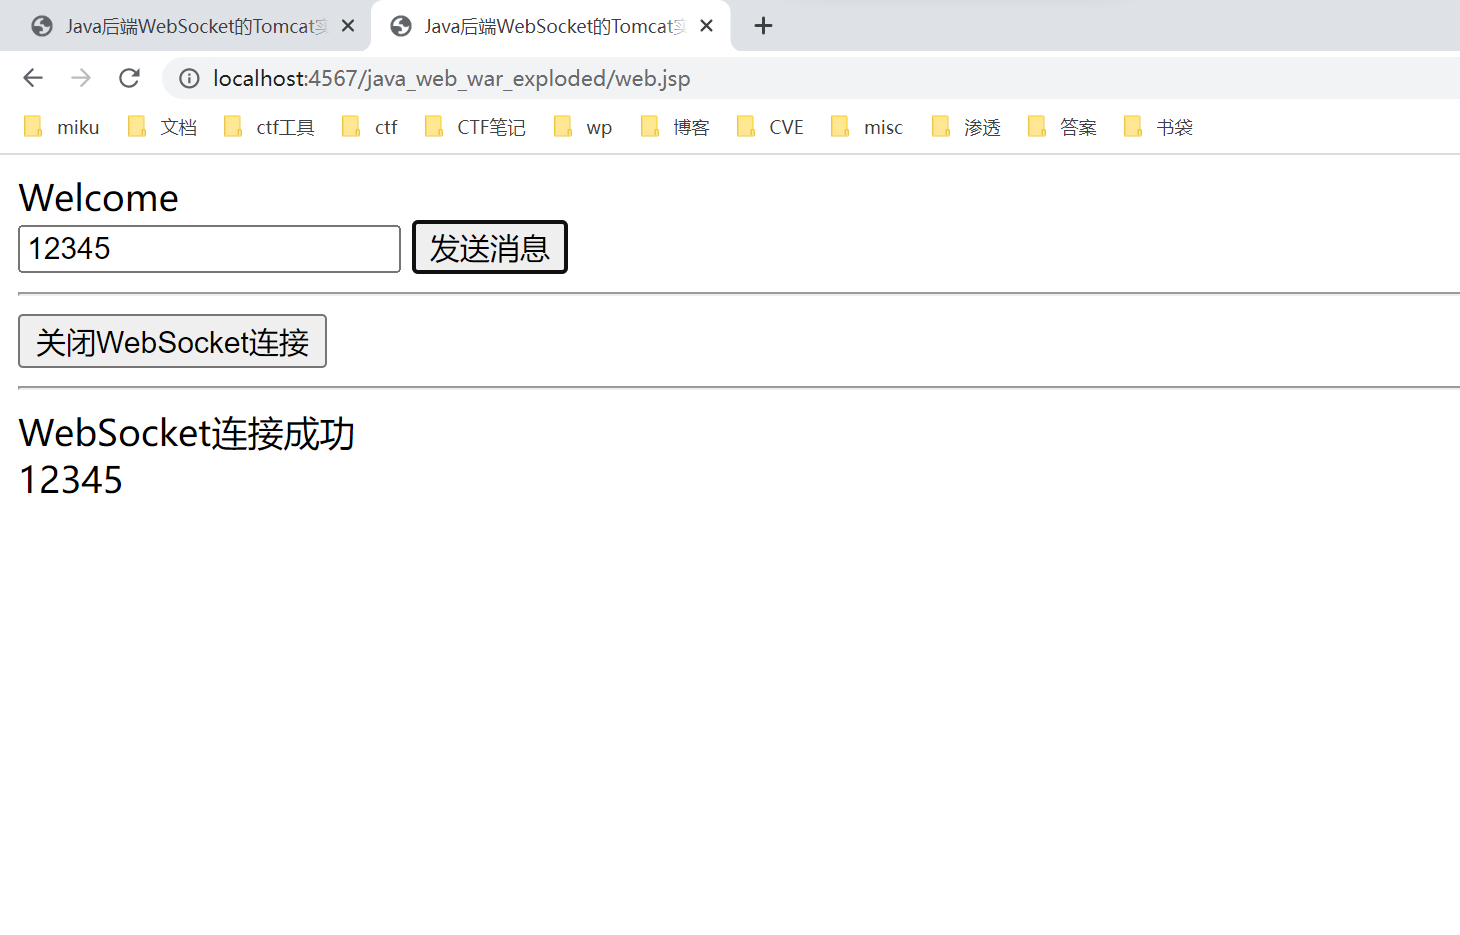 Java后端WebSocket的Tomcat实
Java后端WebSocket的Tomcat实
localhost:4567/java_web_war_exploded/web.jsp
miku 文档 ctf工具 ctf CTF笔记 wp 博客 CVE misc 渗透 答案 书袋
Welcome
12345 发送消息
关闭WebSocket连接
WebSocket连接成功
12345